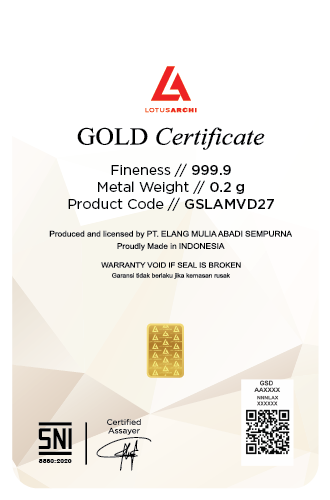 LOTUSARCHI
GOLD Certificate
Fineness // 999.9
Metal Weight // 0.2 g
Product Code // GSLAMVD27
Produced and licensed by PT. ELANG MULIA ABADI SEMPURNA
Proudly Made in INDONESIA
WARRANTY VOID IF SEAL IS BROKEN
Garansi tidak berlaku jika kemasan rusak
GSD
AAXXXX
NNNLAX
XXXXXX
Certified
Assayer
SNI
8880:2020